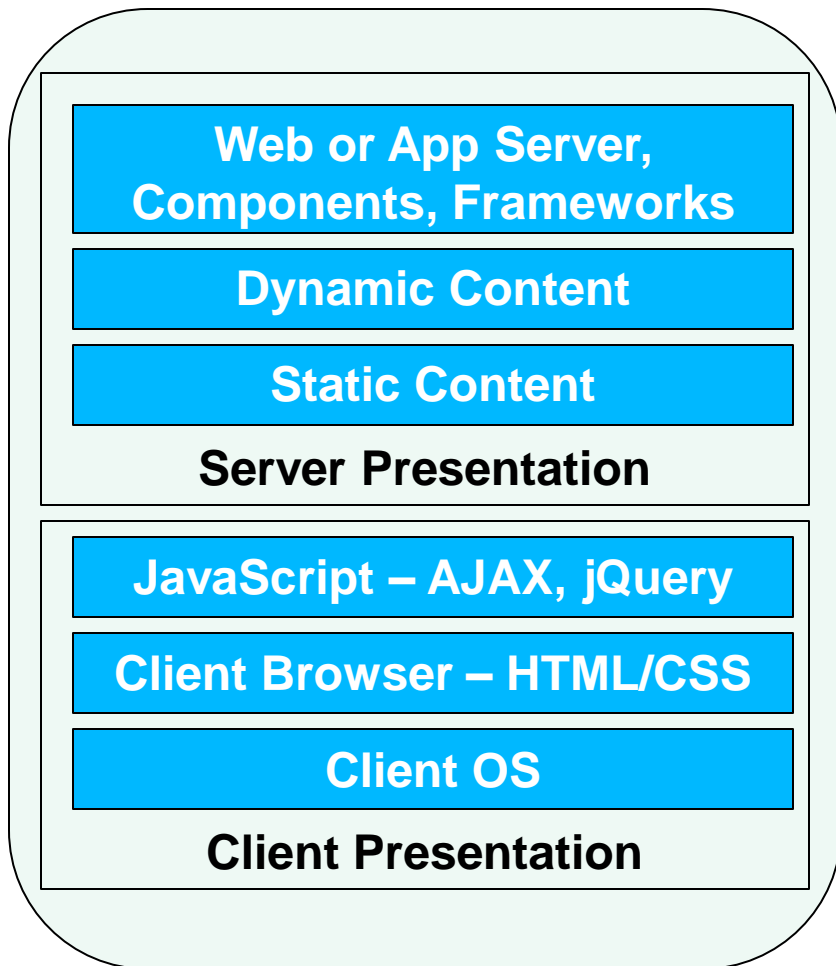 Web or App Server,
Components, Frameworks
Dynamic Content
Static Content
Server Presentation
JavaScript – AJAX, jQuery
Client Browser – HTML/CSS
Client OS
Client Presentation